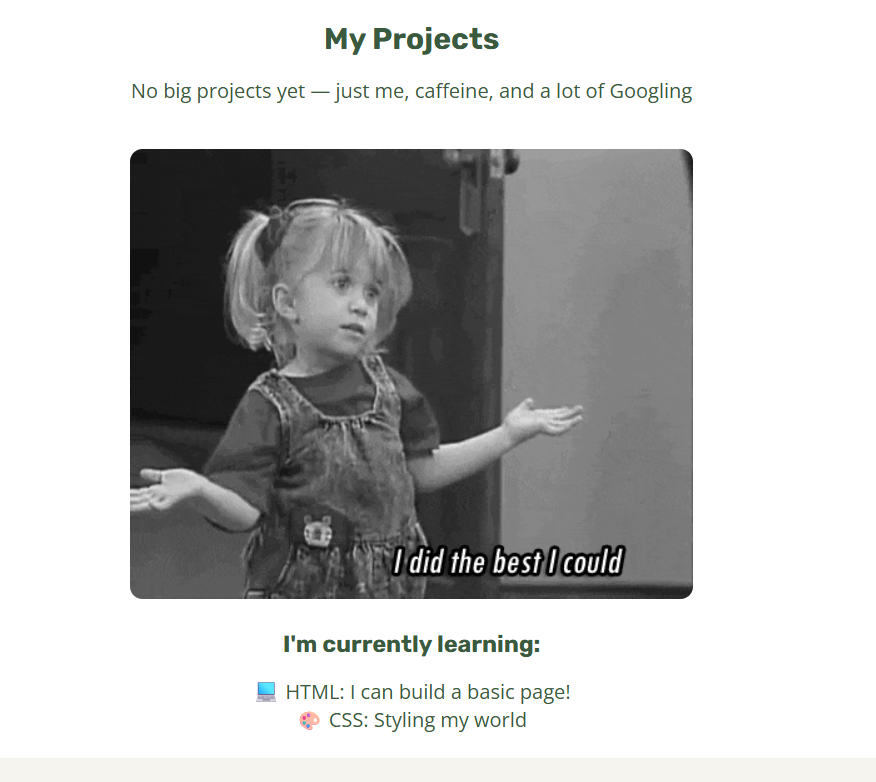 My Projects
No big projects yet — just me, caffeine, and a lot of Googling
I did the best I could
I'm currently learning:
💻 HTML: I can build a basic page!
🎨 CSS: Styling my world